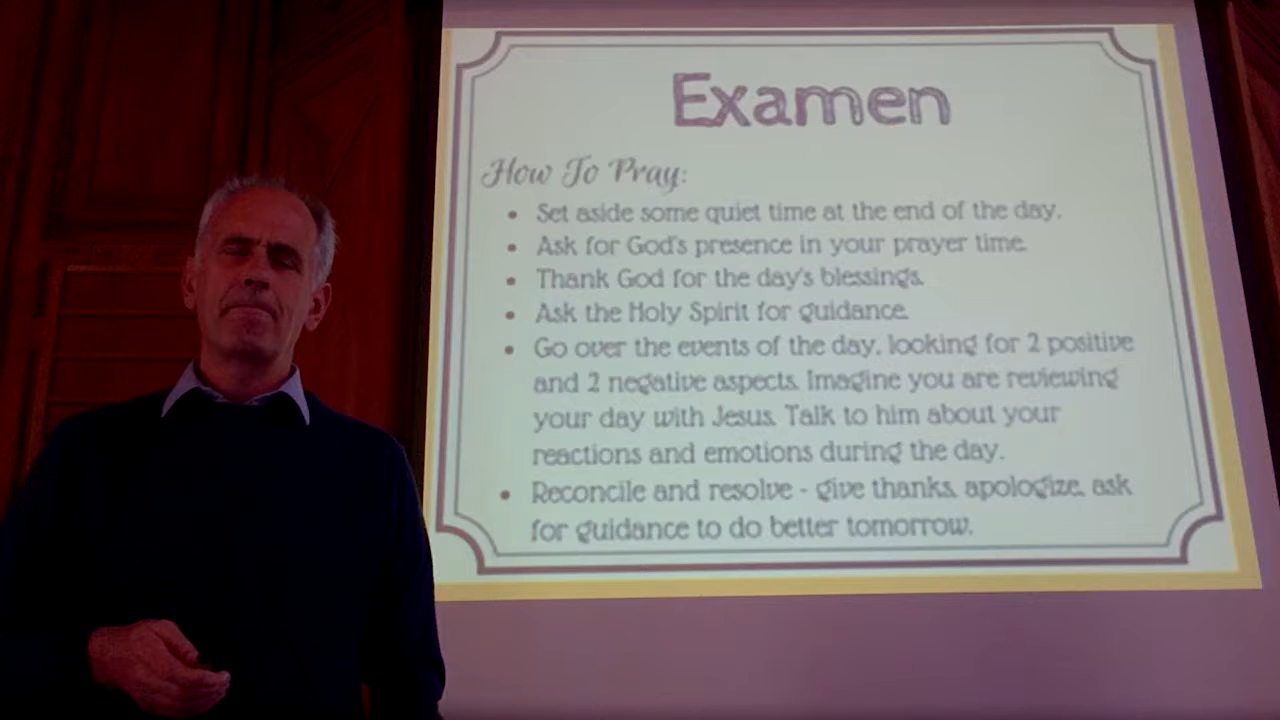 Examen
How To Pray:
• Set aside some quiet time at the end of the day.
• Ask for God's presence in your prayer time.
• Thank God for the day's blessings.
• Ask the Holy Spirit for guidance.
• Go over the events of the day, looking for 2 positive
and 2 negative aspects. Imagine you are reviewing
your day with Jesus. Talk to him about your
reactions and emotions during the day.
• Reconcile and resolve - give thanks, apologize, ask
for guidance to do better tomorrow.